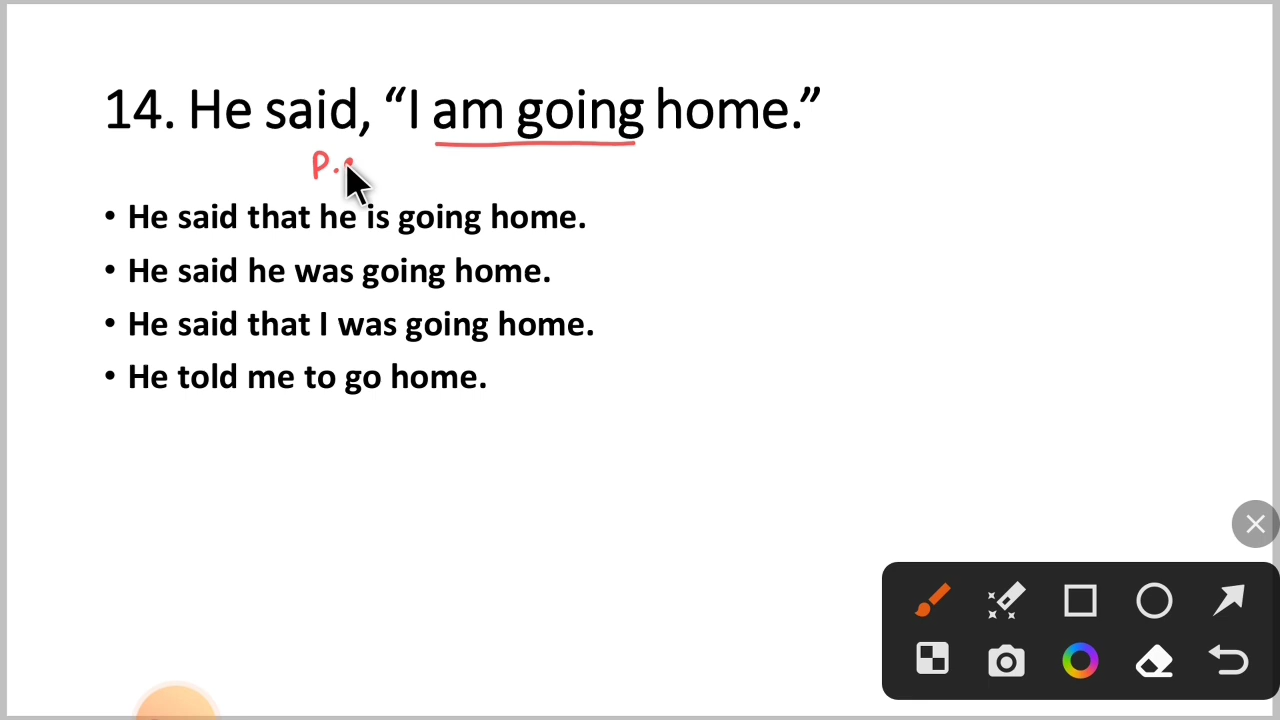 14. He said, “I am going home.”
P.
• He said that he is going home.
• He said he was going home.
• He said that I was going home.
• He told me to go home.